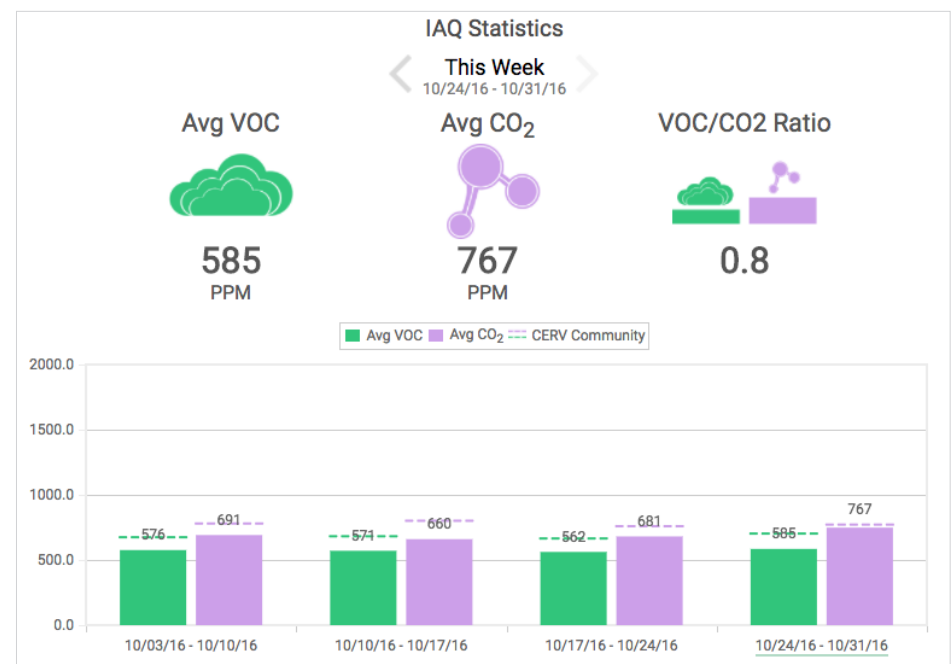 IAQ Statistics
This Week
10/24/16 - 10/31/16
Avg VOC
Avg CO2
VOC/CO2 Ratio
585
767
0.8
PPM
PPM
Avg VOC Avg CO2 CERV Community
2000.0
1500.0
1000.0
500.0
0.0
576
691
571
660
562
681
585
767
10/03/16 - 10/10/16
10/10/16 - 10/17/16
10/17/16 - 10/24/16
10/24/16 - 10/31/16